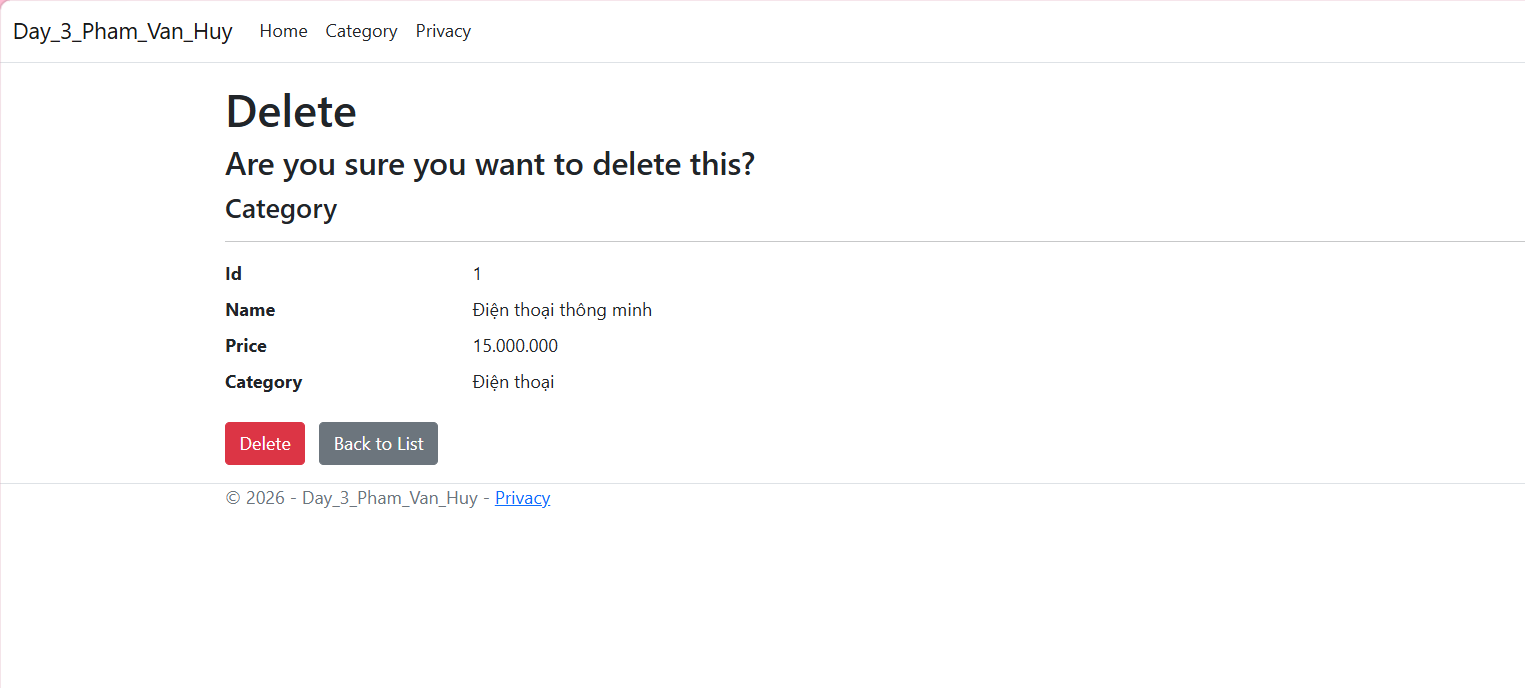 Day_3_Pham_Van_Huy Home Category Privacy
Delete
Are you sure you want to delete this?
Category
Id 1
Name Điện thoại thông minh
Price 15.000.000
Category Điện thoại
Delete Back to List
© 2026 - Day_3_Pham_Van_Huy - Privacy